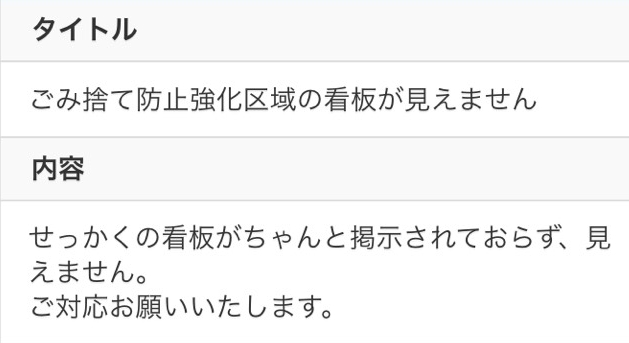 タイトル
ごみ捨て防止強化区域の看板が見えません
内容
せっかくの看板がちゃんと掲示されておらず、見
えません。
ご対応お願いいたします。